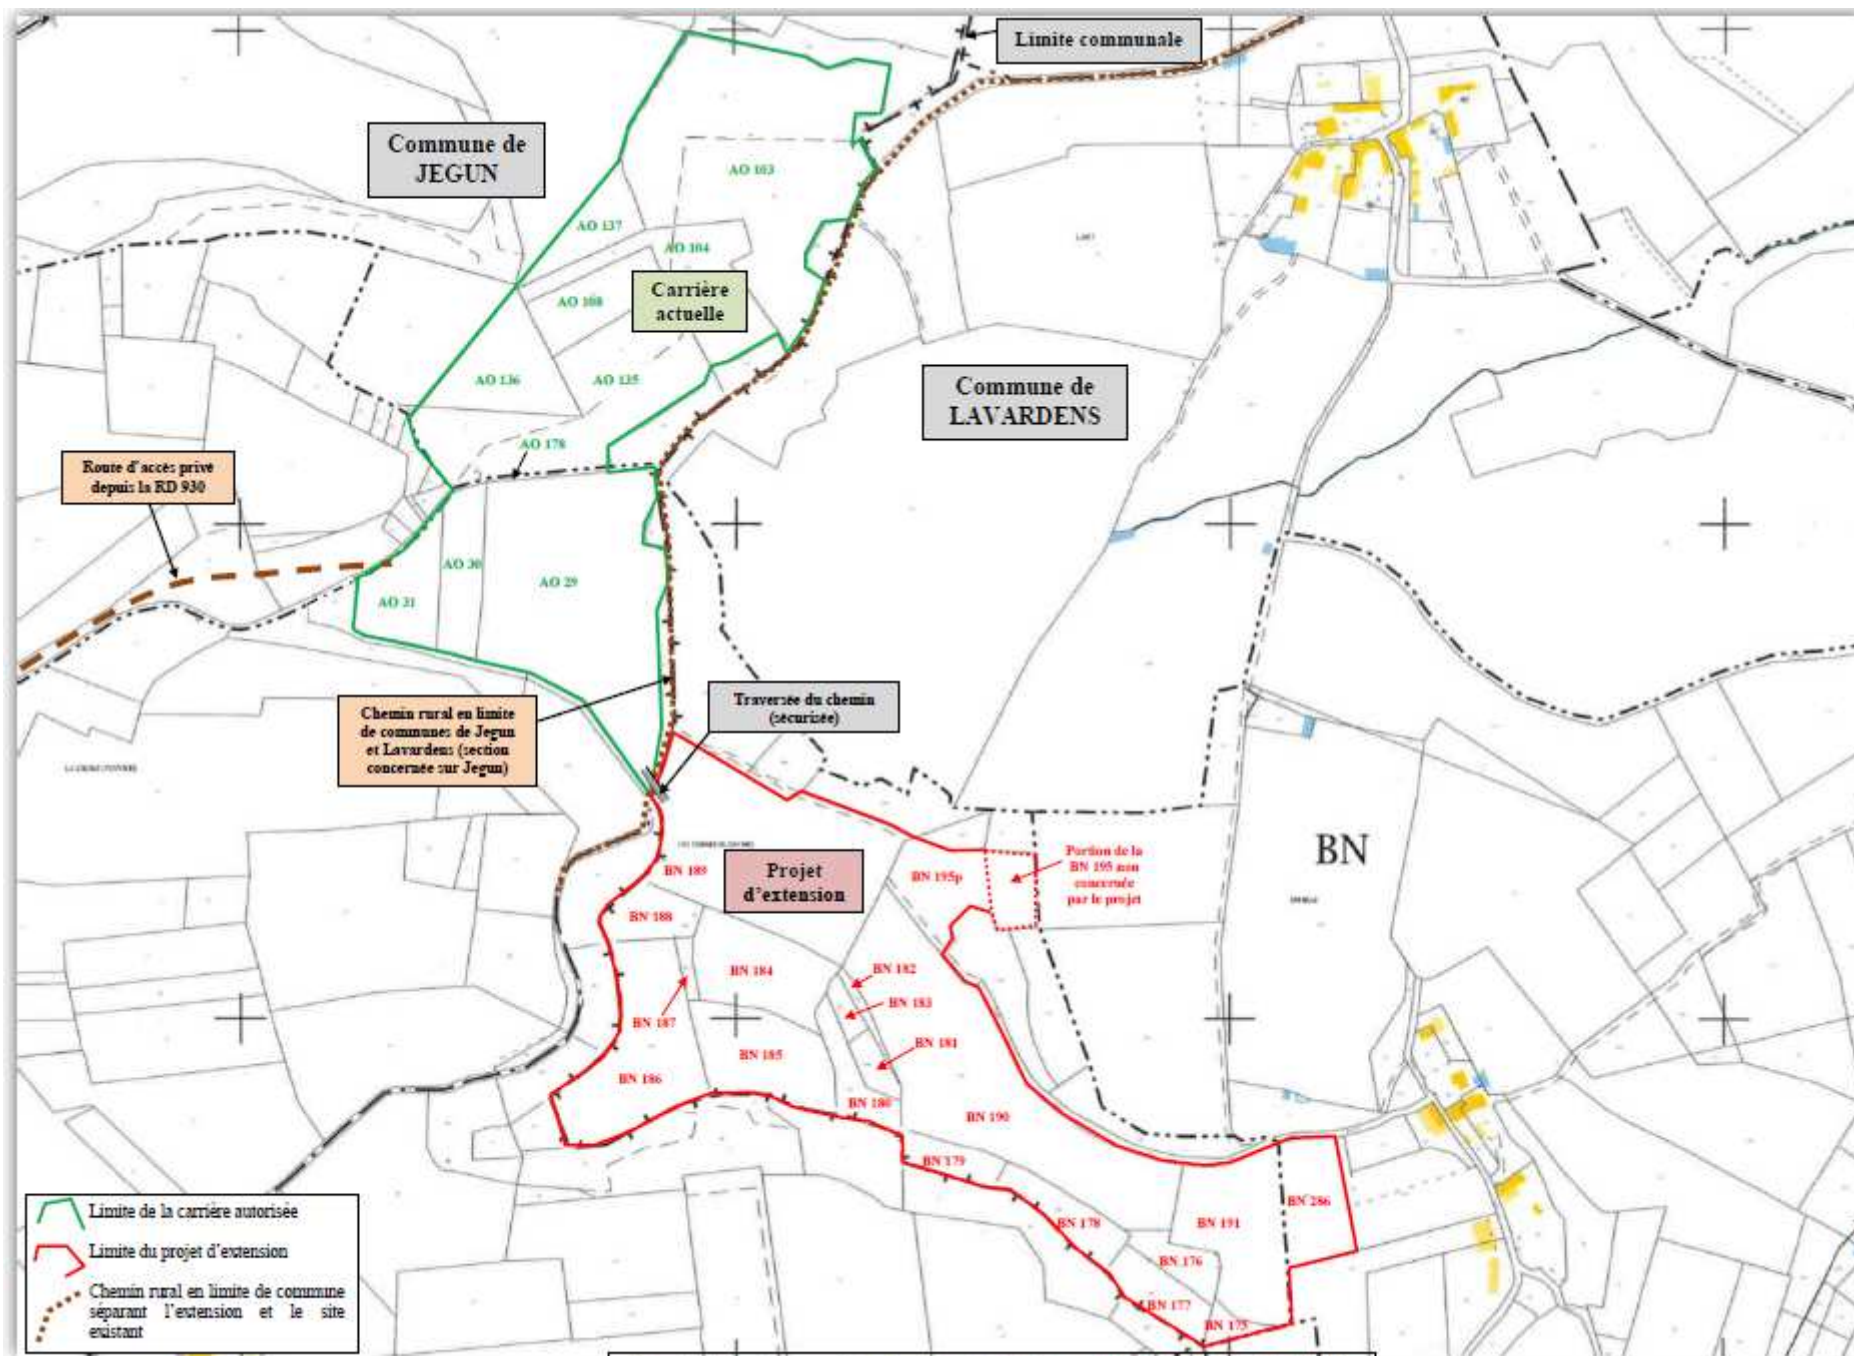 Limite communale
Commune de
JEGUN
AO 103
AO 137
AO 104
Carrière
actuelle
AO 108
AO 136
AO 135
Commune de
LAVARDENS
AO 178
Route d'accès privé
depuis la RD 930
AO 30
AO 29
AO 31
Chemin rural en limite
de communes de Jegun
et Lavardens (section
concernée sur Jegun)
Traversée du chemin
(sécurisée)
BN
Portion de la
BN 195 non
concernée
par le projet
BN 189
Projet
d'extension
BN 195p
BN 188
BN 184
BN 182
BN 183
BN 187
BN 181
BN 185
BN 186
BN 180
BN 190
BN 179
BN 286
BN 178
BN 191
BN 176
BN 177
BN 175
Limite de la carrière autorisée
Limite du projet d'extension
Chemin rural en limite de commune
séparant l'extension et le site
existant